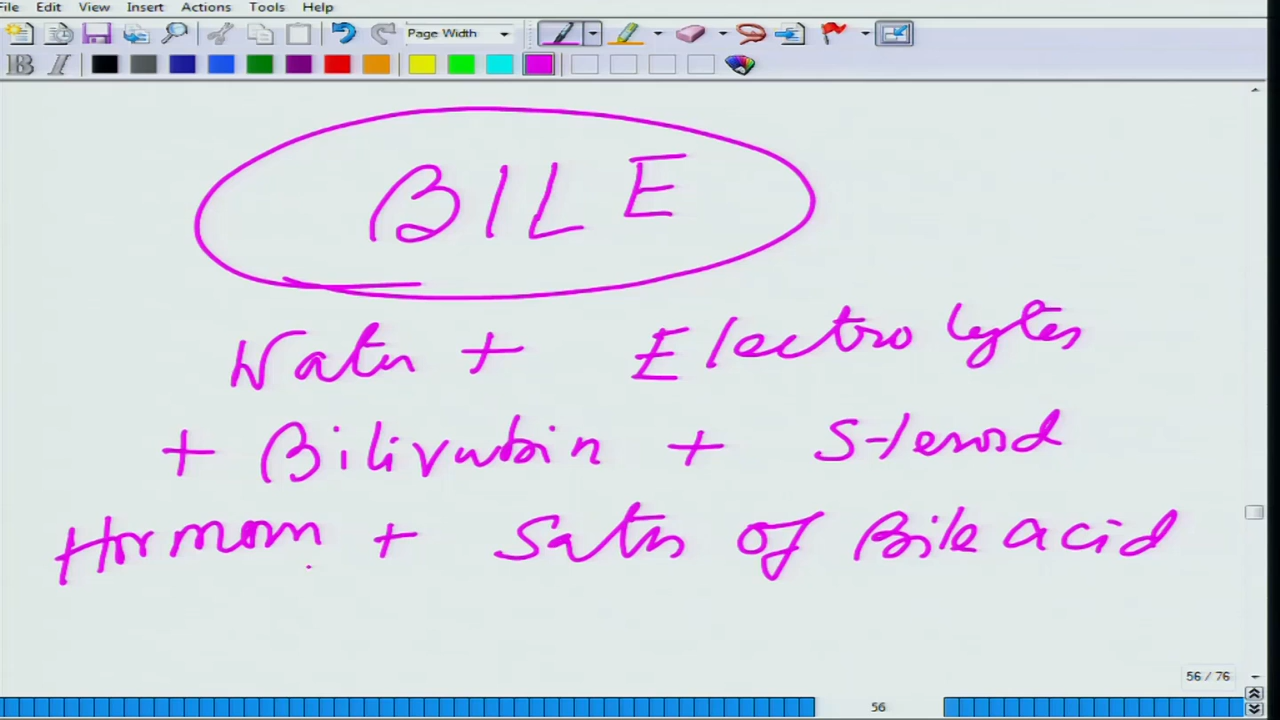 File Edit View Insert Actions Tools Help
Page Width
B I
BILE
Water + Electrolytes
+ Bilirubin + Steroid
Hormon + Salts of Bile acid
56 / 76
56